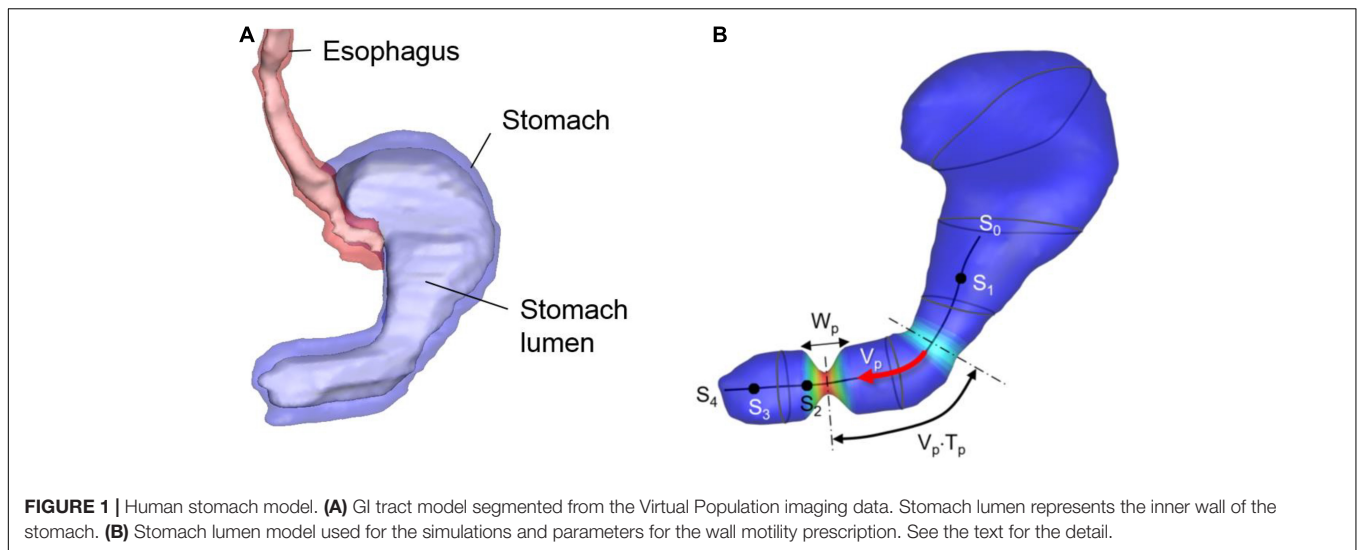 A
Esophagus
Stomach
Stomach
lumen
B
S0
S1
Wp
Vp
S4
S3
S2
Vp·Tp
FIGURE 1 | Human stomach model. (A) GI tract model segmented from the Virtual Population imaging data. Stomach lumen represents the inner wall of the
stomach. (B) Stomach lumen model used for the simulations and parameters for the wall motility prescription. See the text for the detail.